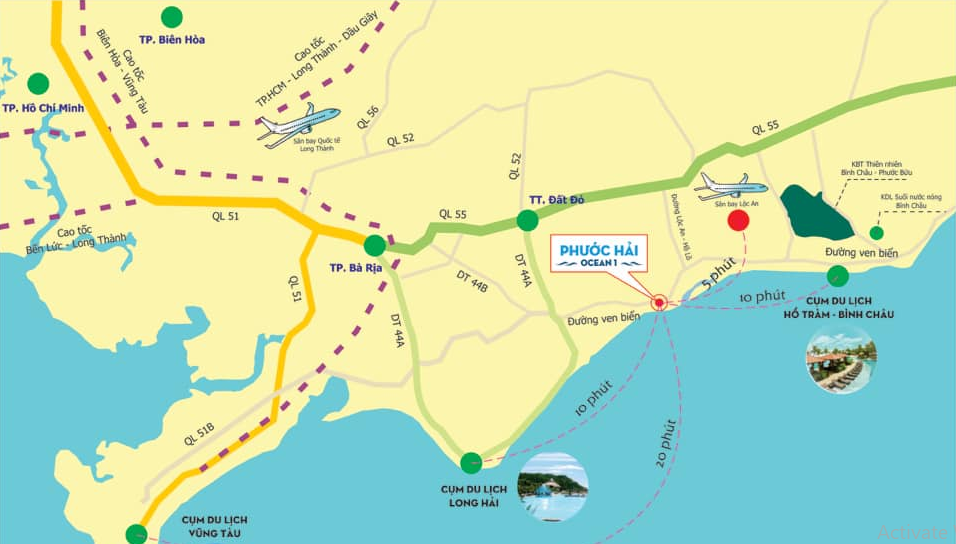 TP. Biên Hòa
Cao tốc
Biên Hòa - Vũng Tàu
Cao tốc
TP.HCM - Long Thành - Dầu Giây
TP. Hồ Chí Minh
Sân bay Quốc tế
Long Thành
QL 56
QL 52
QL 52
QL 55
KBT Thiên nhiên
Bình Châu - Phước Bửu
Sân bay Lộc An
KDL Suối nước nóng
Bình Châu
TT. Đất Đỏ
QL 51
QL 55
Cao tốc
Bến Lức - Long Thành
TP. Bà Rịa
PHƯỚC HẢI
OCEAN 1
Đường Lộc An - Hồ Lô
Đường ven biển
QL 51
DT 44B
DT 44A
5 phút
10 phút
CỤM DU LỊCH
HỒ TRÀM - BÌNH CHÂU
Đường ven biển
DT 44A
10 phút
20 phút
QL 51B
CỤM DU LỊCH
LONG HẢI
CỤM DU LỊCH
VŨNG TÀU
Activate